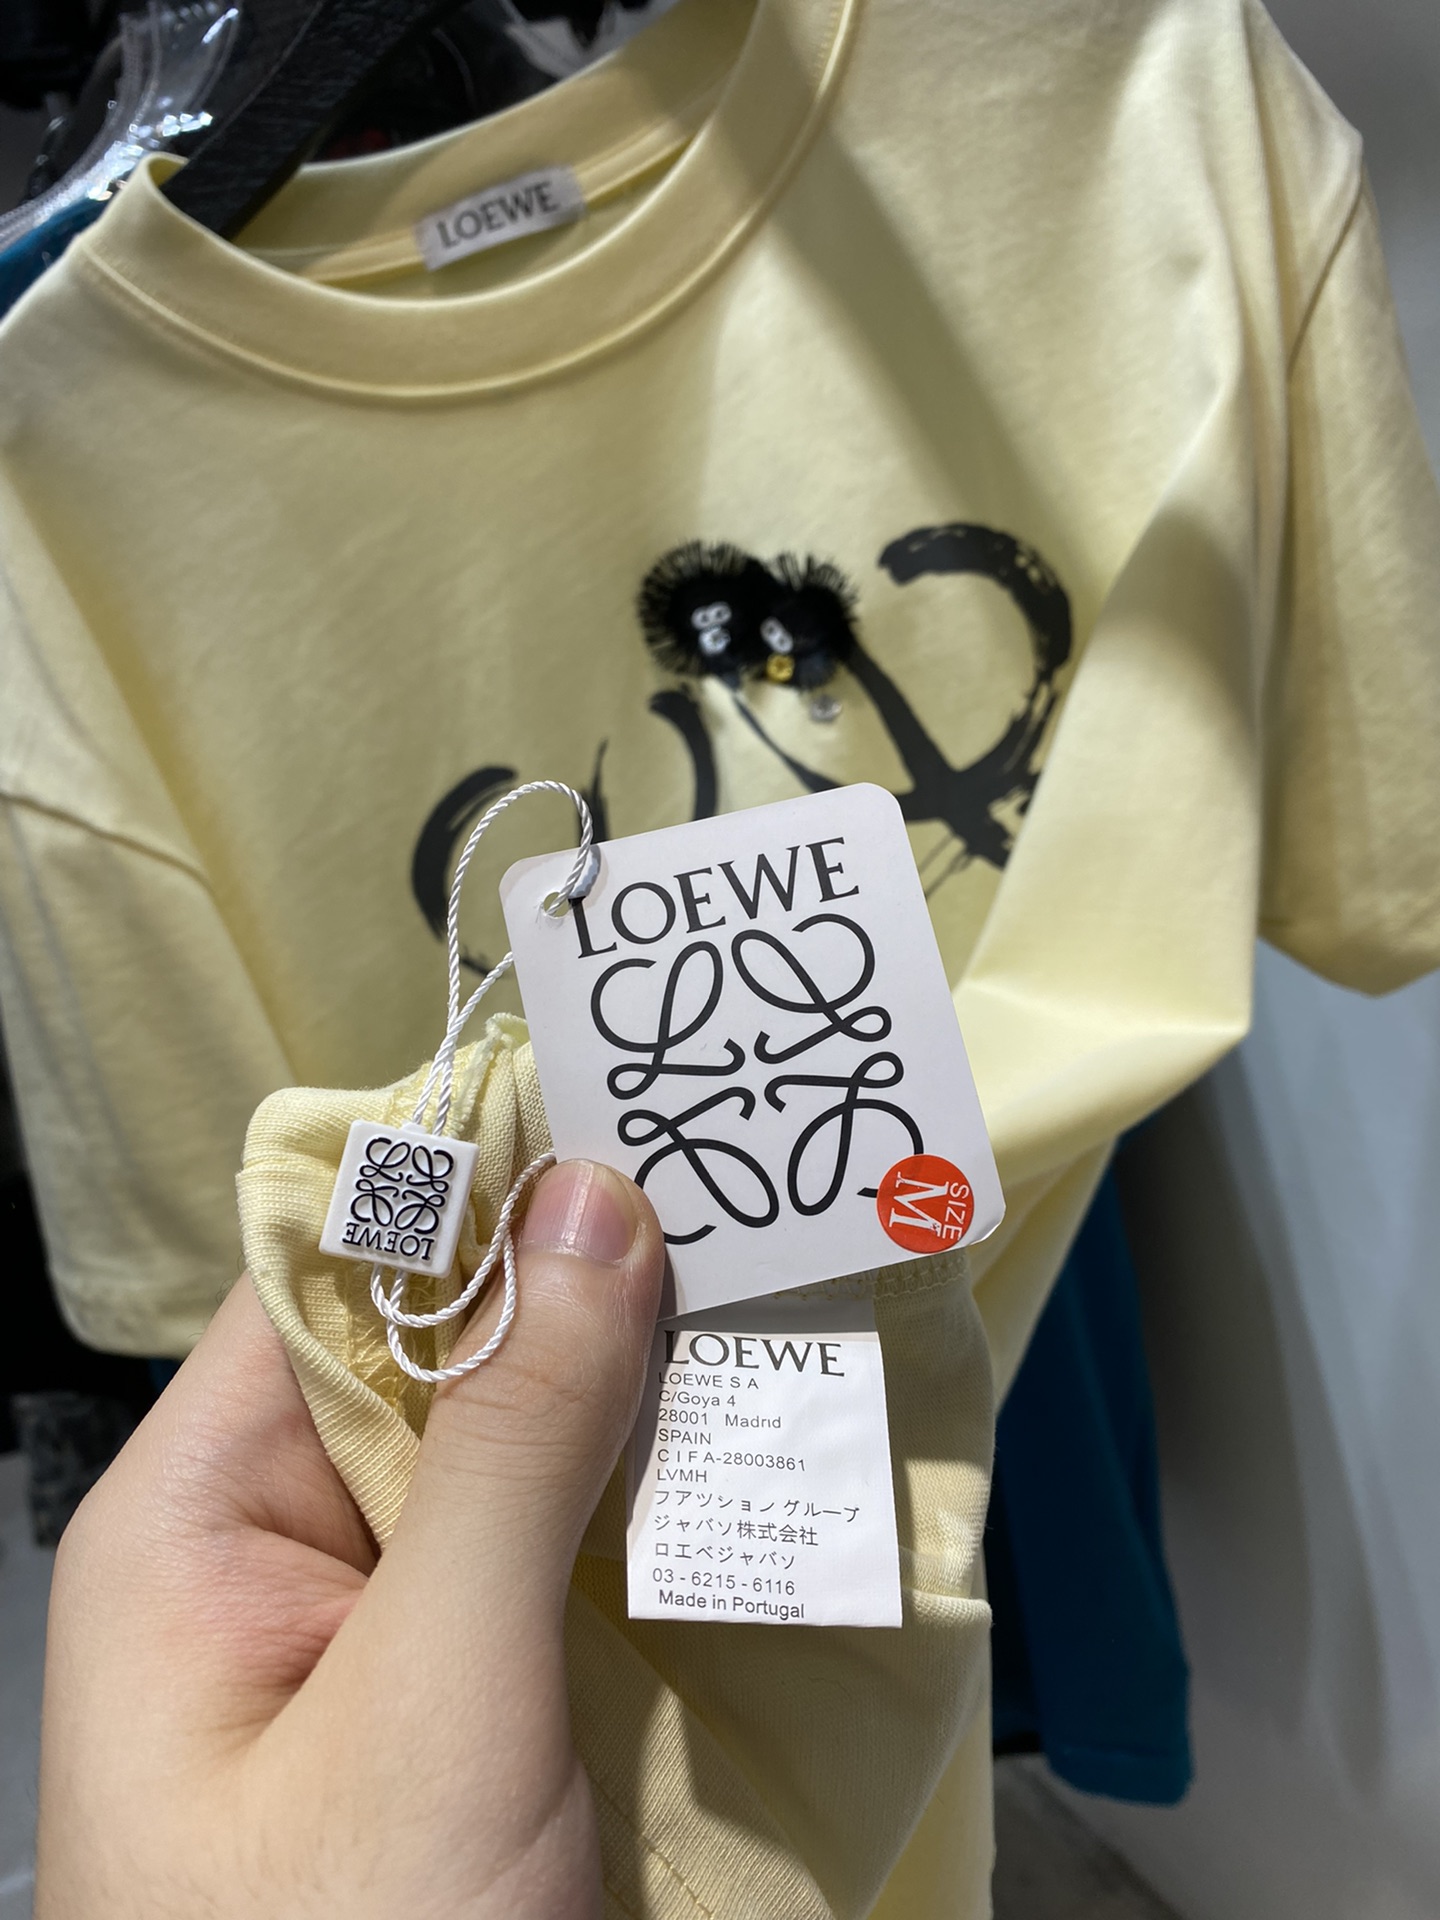 LOEWE
LOEWE
SIZE
M
LOEWE
LOEWE
LOEWE S A
C/Goya 4
28001 Madrid
SPAIN
C I F A-28003861
LVMH
フアツショノグループ
ジャバソ株式会社
ロエベジャバソ
03 - 6215 - 6116
Made in Portugal